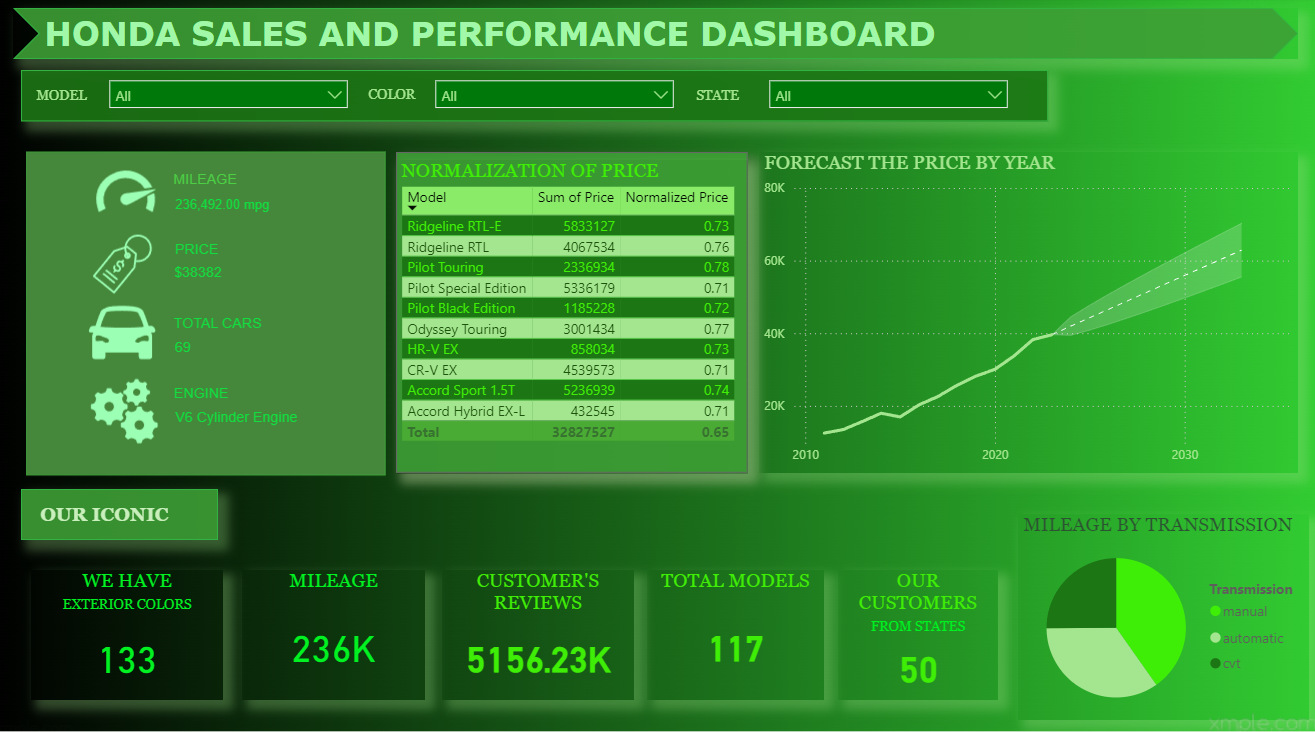 HONDA SALES AND PERFORMANCE DASHBOARD
MODEL All COLOR All STATE All
MILEAGE
236,492.00 mpg
PRICE
$38382
TOTAL CARS
69
ENGINE
V6 Cylinder Engine
NORMALIZATION OF PRICE
Model Sum of Price Normalized Price
Ridgeline RTL-E 5833127 0.73
Ridgeline RTL 4067534 0.76
Pilot Touring 2336934 0.78
Pilot Special Edition 5336179 0.71
Pilot Black Edition 1185228 0.72
Odyssey Touring 3001434 0.77
HR-V EX 858034 0.73
CR-V EX 4539573 0.71
Accord Sport 1.5T 5236939 0.74
Accord Hybrid EX-L 432545 0.71
Total 32827527 0.65
FORECAST THE PRICE BY YEAR
80K
60K
40K
20K
2010 2020 2030
OUR ICONIC
WE HAVE
EXTERIOR COLORS
133
MILEAGE
236K
CUSTOMER'S
REVIEWS
5156.23K
TOTAL MODELS
117
OUR
CUSTOMERS
FROM STATES
50
MILEAGE BY TRANSMISSION
Transmission
manual
automatic
cvt
xmple.com